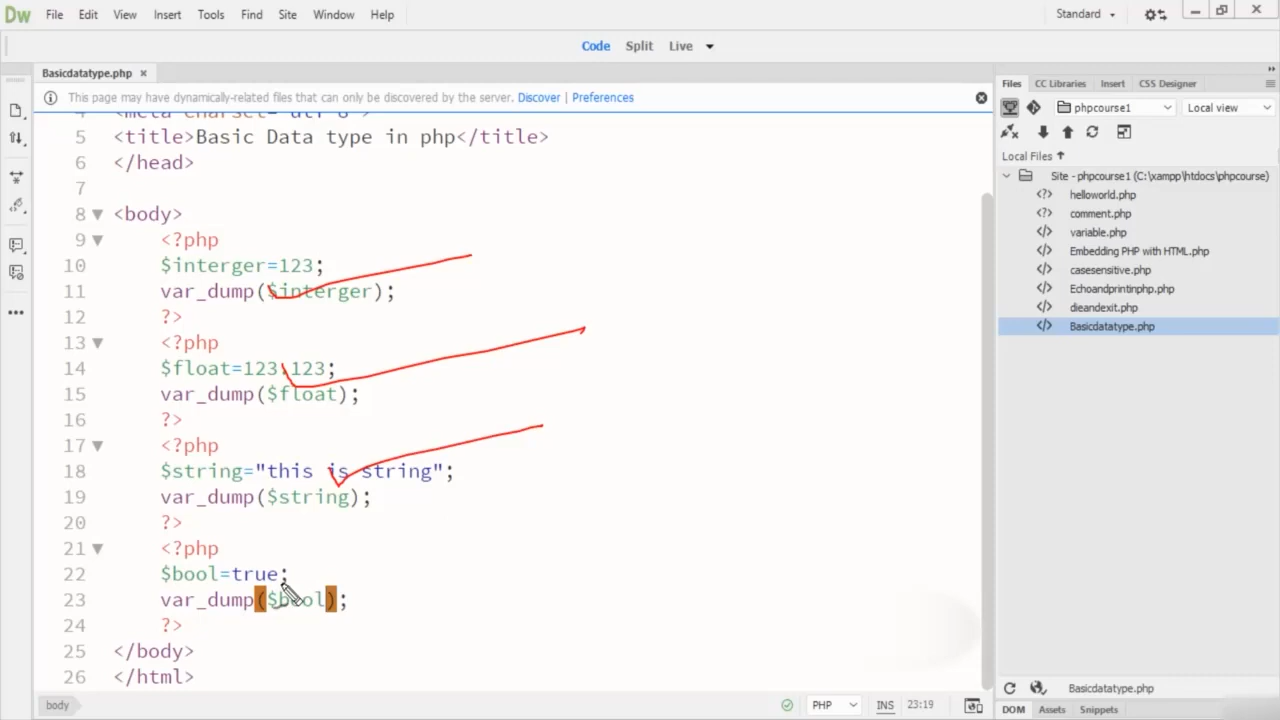 Dw File Edit View Insert Tools Find Site Window Help Standard
Code Split Live
Basicdatatype.php
This page may have dynamically-related files that can only be discovered by the server. Discover Preferences
5 <title>Basic Data type in php</title>
6 </head>
7
8 <body>
9 <?php
10 $interger=123;
11 var_dump($interger);
12 ?>
13 <?php
14 $float=123.123;
15 var_dump($float);
16 ?>
17 <?php
18 $string="this is string";
19 var_dump($string);
20 ?>
21 <?php
22 $bool=true;
23 var_dump($bool);
24 ?>
25 </body>
26 </html>
body PHP INS 23:19
Files CC Libraries Insert CSS Designer
phpcourse1 Local view
Local Files
Site - phpcourse1 (C:\xampp\htdocs\phpcourse)
helloworld.php
comment.php
variable.php
Embedding PHP with HTML.php
casesensitive.php
Echoandprintinphp.php
dieandexit.php
Basicdatatype.php
Basicdatatype.php
DOM Assets Snippets